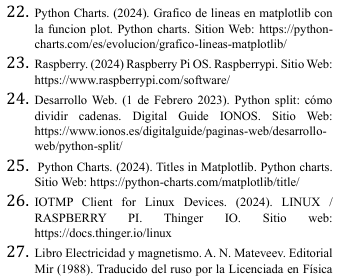 22. Python Charts. (2024). Grafico de lineas en matplotlib con
la funcion plot. Python charts. Sition Web: https://python-
charts.com/es/evolucion/grafico-lineas-matplotlib/
23. Raspberry. (2024) Raspberry Pi OS. Raspberrypi. Sitio Web:
https://www.raspberrypi.com/software/
24. Desarrollo Web. (1 de Febrero 2023). Python split: cómo
dividir cadenas. Digital Guide IONOS. Sitio Web:
https://www.ionos.es/digitalguide/paginas-web/desarrollo-
web/python-split/
25. Python Charts. (2024). Titles in Matplotlib. Python charts.
Sitio Web: https://python-charts.com/matplotlib/title/
26. IOTMP Client for Linux Devices. (2024). LINUX /
RASPBERRY PI. Thinger IO. Sitio web:
https://docs.thinger.io/linux
27. Libro Electricidad y magnetismo. A. N. Mateveev. Editorial
Mir (1988). Traducido del ruso por la Licenciada en Física